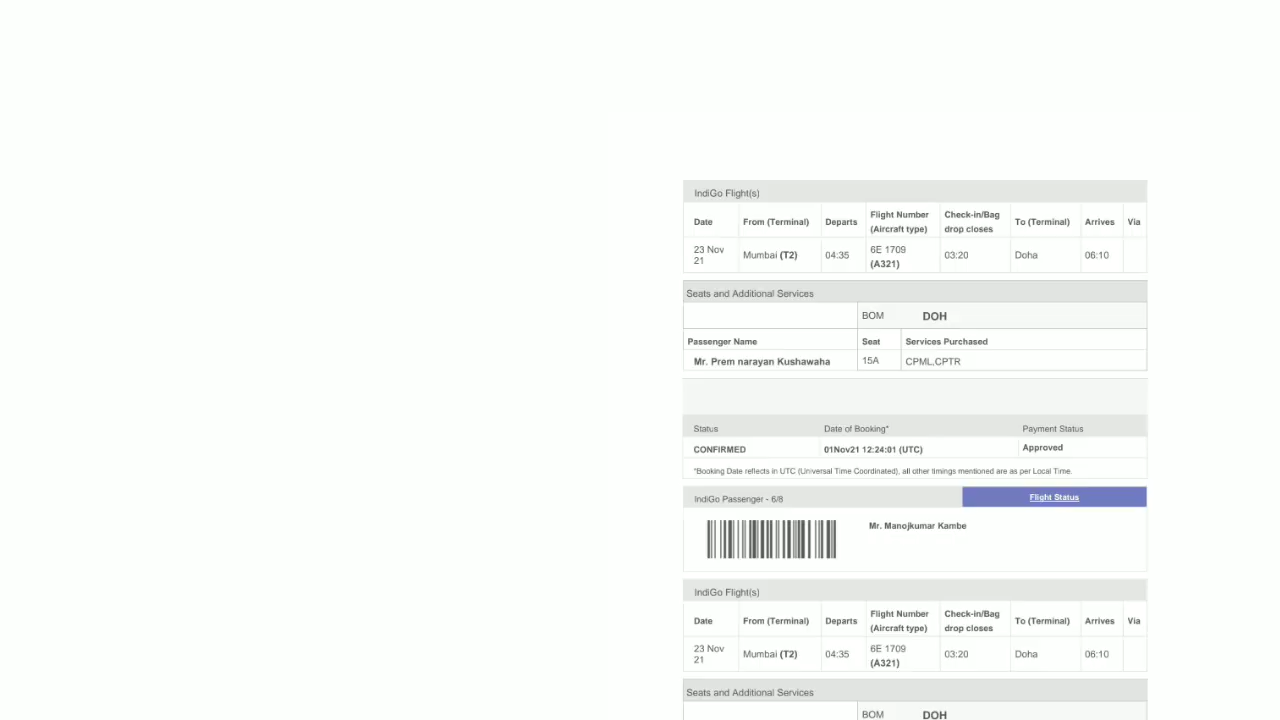 IndiGo Flight(s)
Date From (Terminal) Departs Flight Number (Aircraft type) Check-in/Bag drop closes To (Terminal) Arrives Via
23 Nov 21 Mumbai (T2) 04:35 6E 1709 (A321) 03:20 Doha 06:10
Seats and Additional Services
BOM DOH
Passenger Name Seat Services Purchased
Mr. Prem narayan Kushawaha 15A CPML,CPTR
Status Date of Booking* Payment Status
CONFIRMED 01Nov21 12:24:01 (UTC) Approved
*Booking Date reflects in UTC (Universal Time Coordinated), all other timings mentioned are as per Local Time.
IndiGo Passenger - 6/8 Flight Status
Mr. Manojkumar Kambe
IndiGo Flight(s)
Date From (Terminal) Departs Flight Number (Aircraft type) Check-in/Bag drop closes To (Terminal) Arrives Via
23 Nov 21 Mumbai (T2) 04:35 6E 1709 (A321) 03:20 Doha 06:10
Seats and Additional Services
BOM DOH